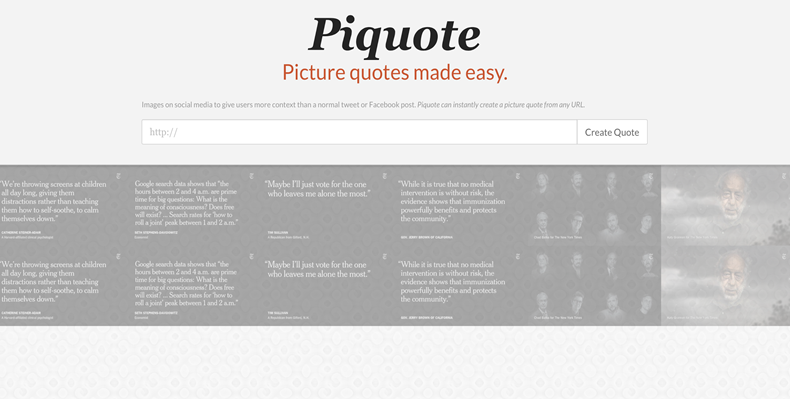 Piquote
Picture quotes made easy.
Images on social media to give users more context than a normal tweet or Facebook post. Piquote can instantly create a picture quote from any URL.
http://
Create Quote
"We're throwing screens at children
all day long, giving them
distractions rather than teaching
them how to self-soothe, to calm
themselves down."
CATHERINE STEINER-ADAIR
Google search data shows that "the
hours between 2 and 4 a.m. are prime
time for big questions: What is the
meaning of consciousness? Does free
will exist? ... Search rates for 'how to
roll a joint' peak between 1 and 2 a.m."
SETH STEPHENS-DAVIDOWITZ
"Maybe I'll just vote for the one
who leaves me alone the most."
TIM SULLIVAN
"While it is true that no medical
intervention is without risk, the
evidence shows that immunization
powerfully benefits and protects
the community."
GOV. JERRY BROWN OF CALIFORNIA
"We're throwing screens at children
all day long, giving them
distractions rather than teaching
them how to self-soothe, to calm
themselves down."
CATHERINE STEINER-ADAIR
Google search data shows that "the
hours between 2 and 4 a.m. are prime
time for big questions: What is the
meaning of consciousness? Does free
will exist? ... Search rates for 'how to
roll a joint' peak between 1 and 2 a.m."
SETH STEPHENS-DAVIDOWITZ
"Maybe I'll just vote for the one
who leaves me alone the most."
TIM SULLIVAN
"While it is true that no medical
intervention is without risk, the
evidence shows that immunization
powerfully benefits and protects
the community."
GOV. JERRY BROWN OF CALIFORNIA